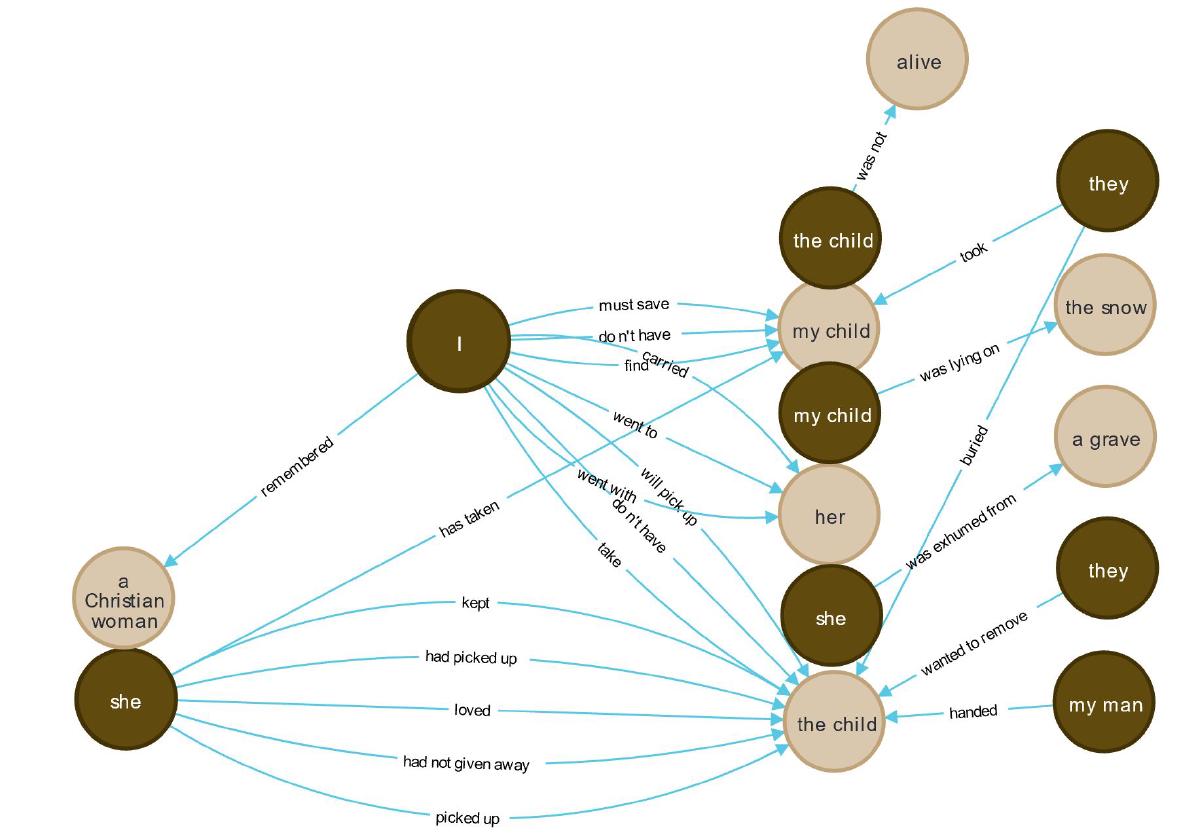 alive
was not
they
the child
took
the snow
must save
my child
do n't have
I
carried
find
was lying on
my child
went to
a grave
remembered
buried
went with
will pick up
her
has taken
do n't have
was exhumed from
take
they
a
Christian
woman
kept
she
wanted to remove
had picked up
she
my man
loved
handed
the child
had not given away
picked up